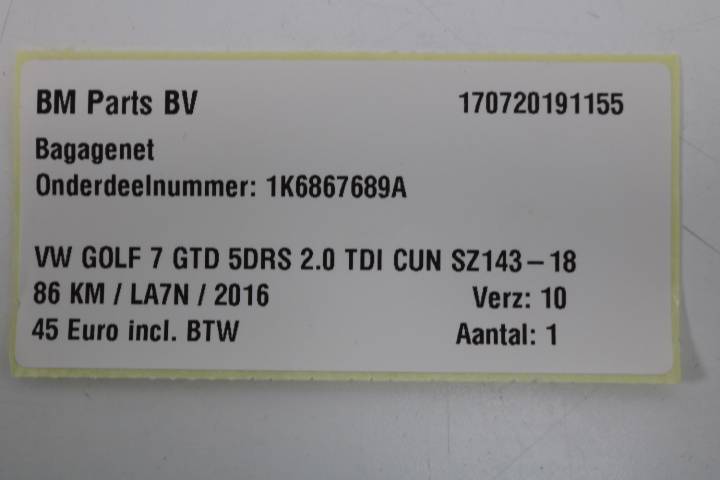 BM Parts BV 170720191155
Bagagenet
Onderdeelnummer: 1K6867689A
VW GOLF 7 GTD 5DRS 2.0 TDI CUN SZ143-18
86 KM / LA7N / 2016 Verz: 10
45 Euro incl. BTW Aantal: 1